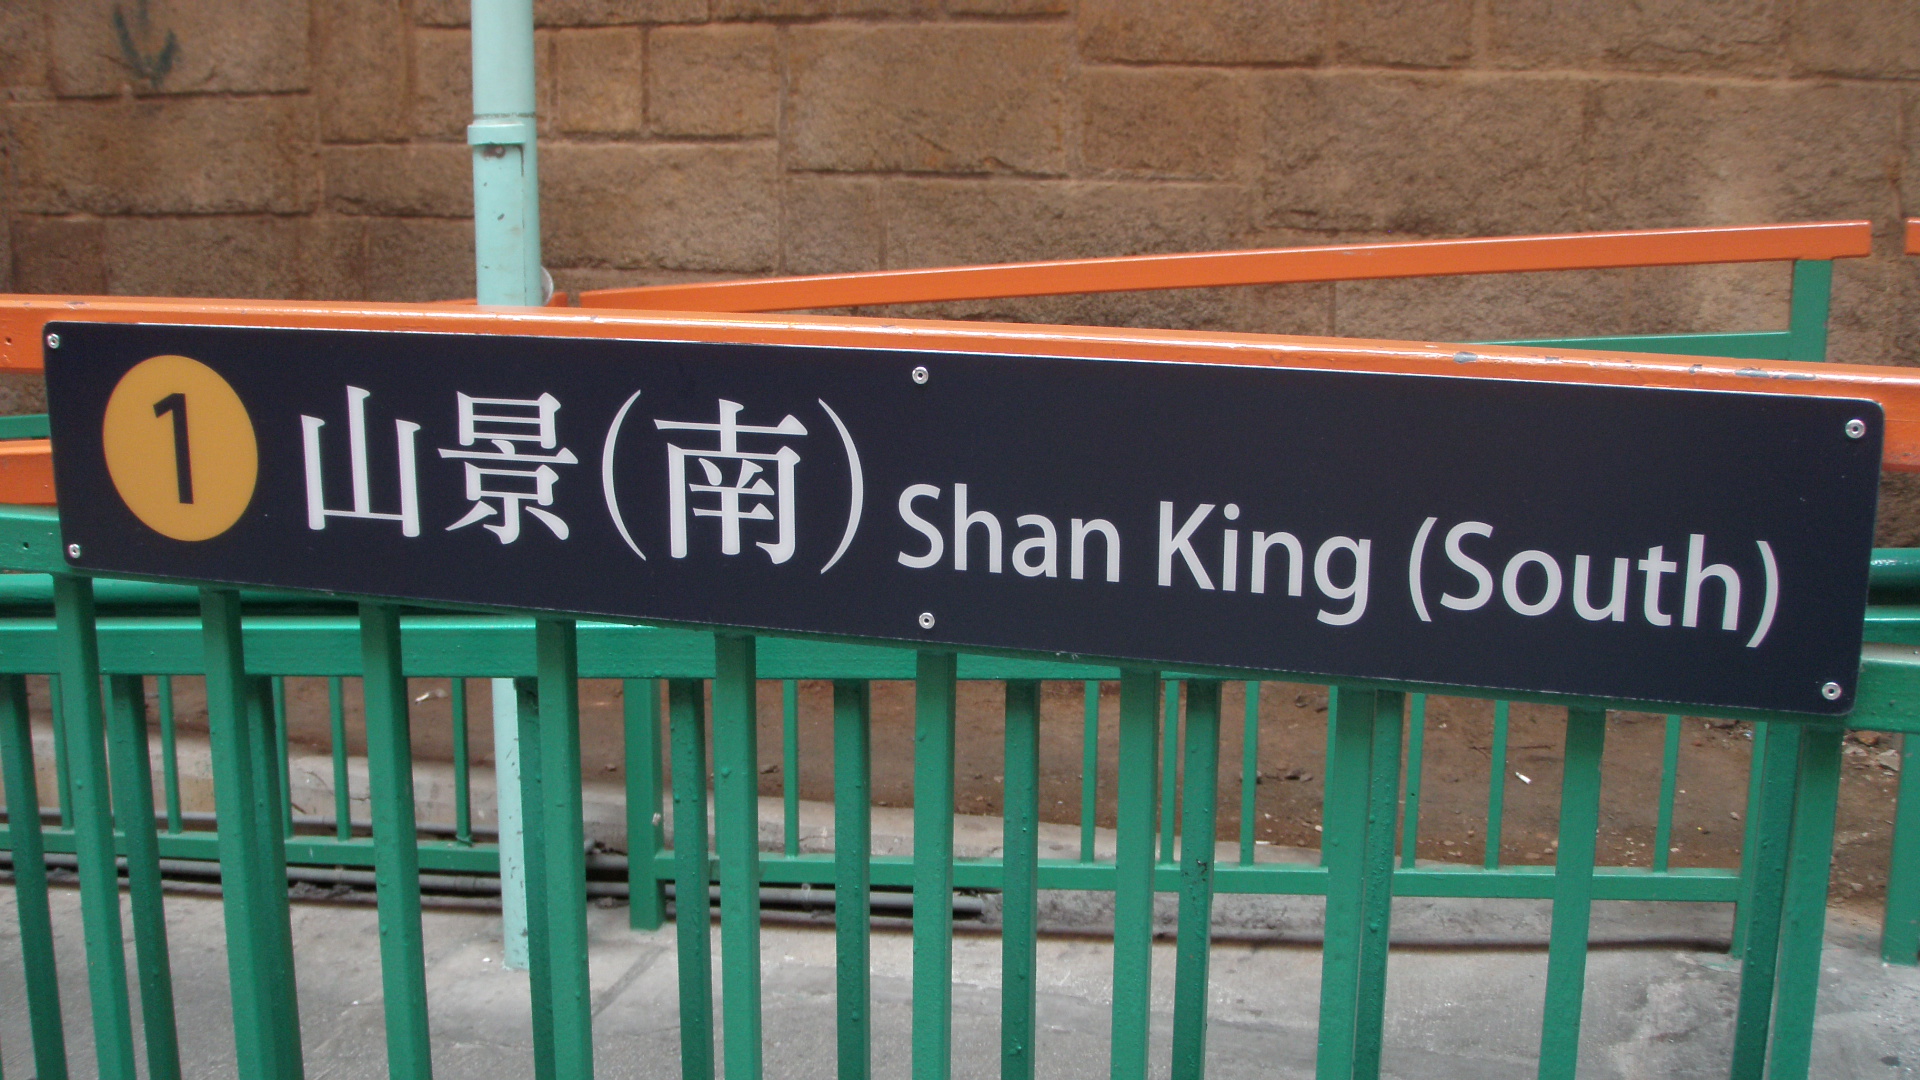 1 山景(南) Shan King (South)